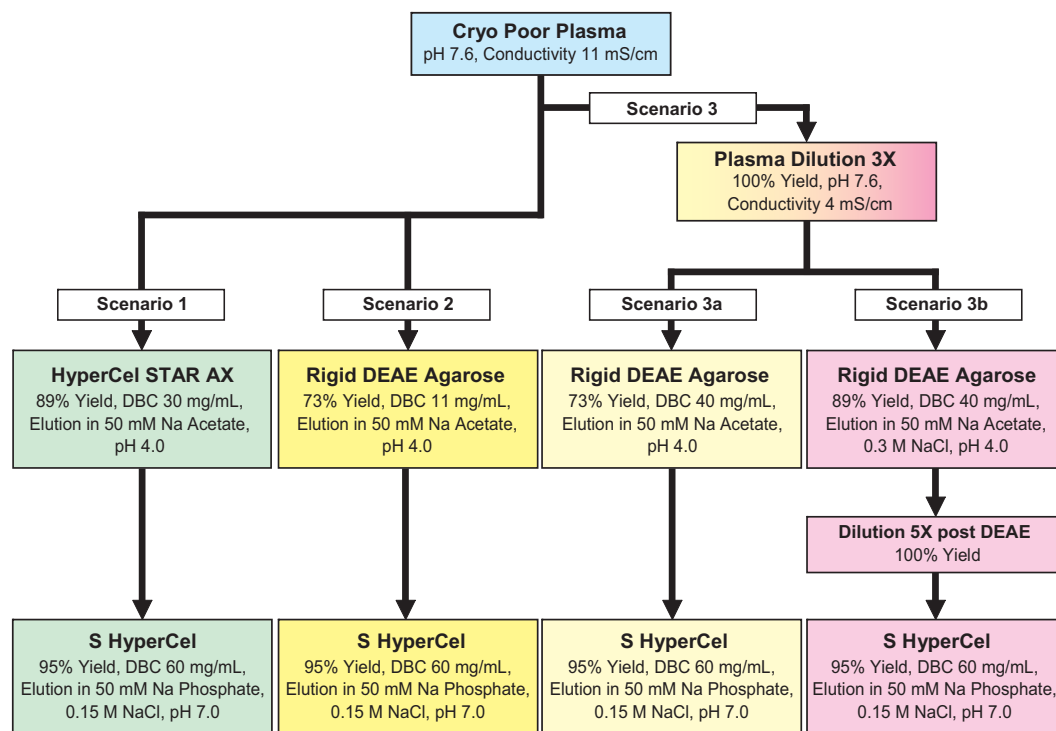 Cryo Poor Plasma
pH 7.6, Conductivity 11 mS/cm
Scenario 3
Plasma Dilution 3X
100% Yield, pH 7.6,
Conductivity 4 mS/cm
Scenario 1
Scenario 2
Scenario 3a
Scenario 3b
HyperCel STAR AX
89% Yield, DBC 30 mg/mL,
Elution in 50 mM Na Acetate,
pH 4.0
Rigid DEAE Agarose
73% Yield, DBC 11 mg/mL,
Elution in 50 mM Na Acetate,
pH 4.0
Rigid DEAE Agarose
73% Yield, DBC 40 mg/mL,
Elution in 50 mM Na Acetate,
pH 4.0
Rigid DEAE Agarose
89% Yield, DBC 40 mg/mL,
Elution in 50 mM Na Acetate,
0.3 M NaCl, pH 4.0
Dilution 5X post DEAE
100% Yield
S HyperCel
95% Yield, DBC 60 mg/mL,
Elution in 50 mM Na Phosphate,
0.15 M NaCl, pH 7.0
S HyperCel
95% Yield, DBC 60 mg/mL,
Elution in 50 mM Na Phosphate,
0.15 M NaCl, pH 7.0
S HyperCel
95% Yield, DBC 60 mg/mL,
Elution in 50 mM Na Phosphate,
0.15 M NaCl, pH 7.0
S HyperCel
95% Yield, DBC 60 mg/mL,
Elution in 50 mM Na Phosphate,
0.15 M NaCl, pH 7.0